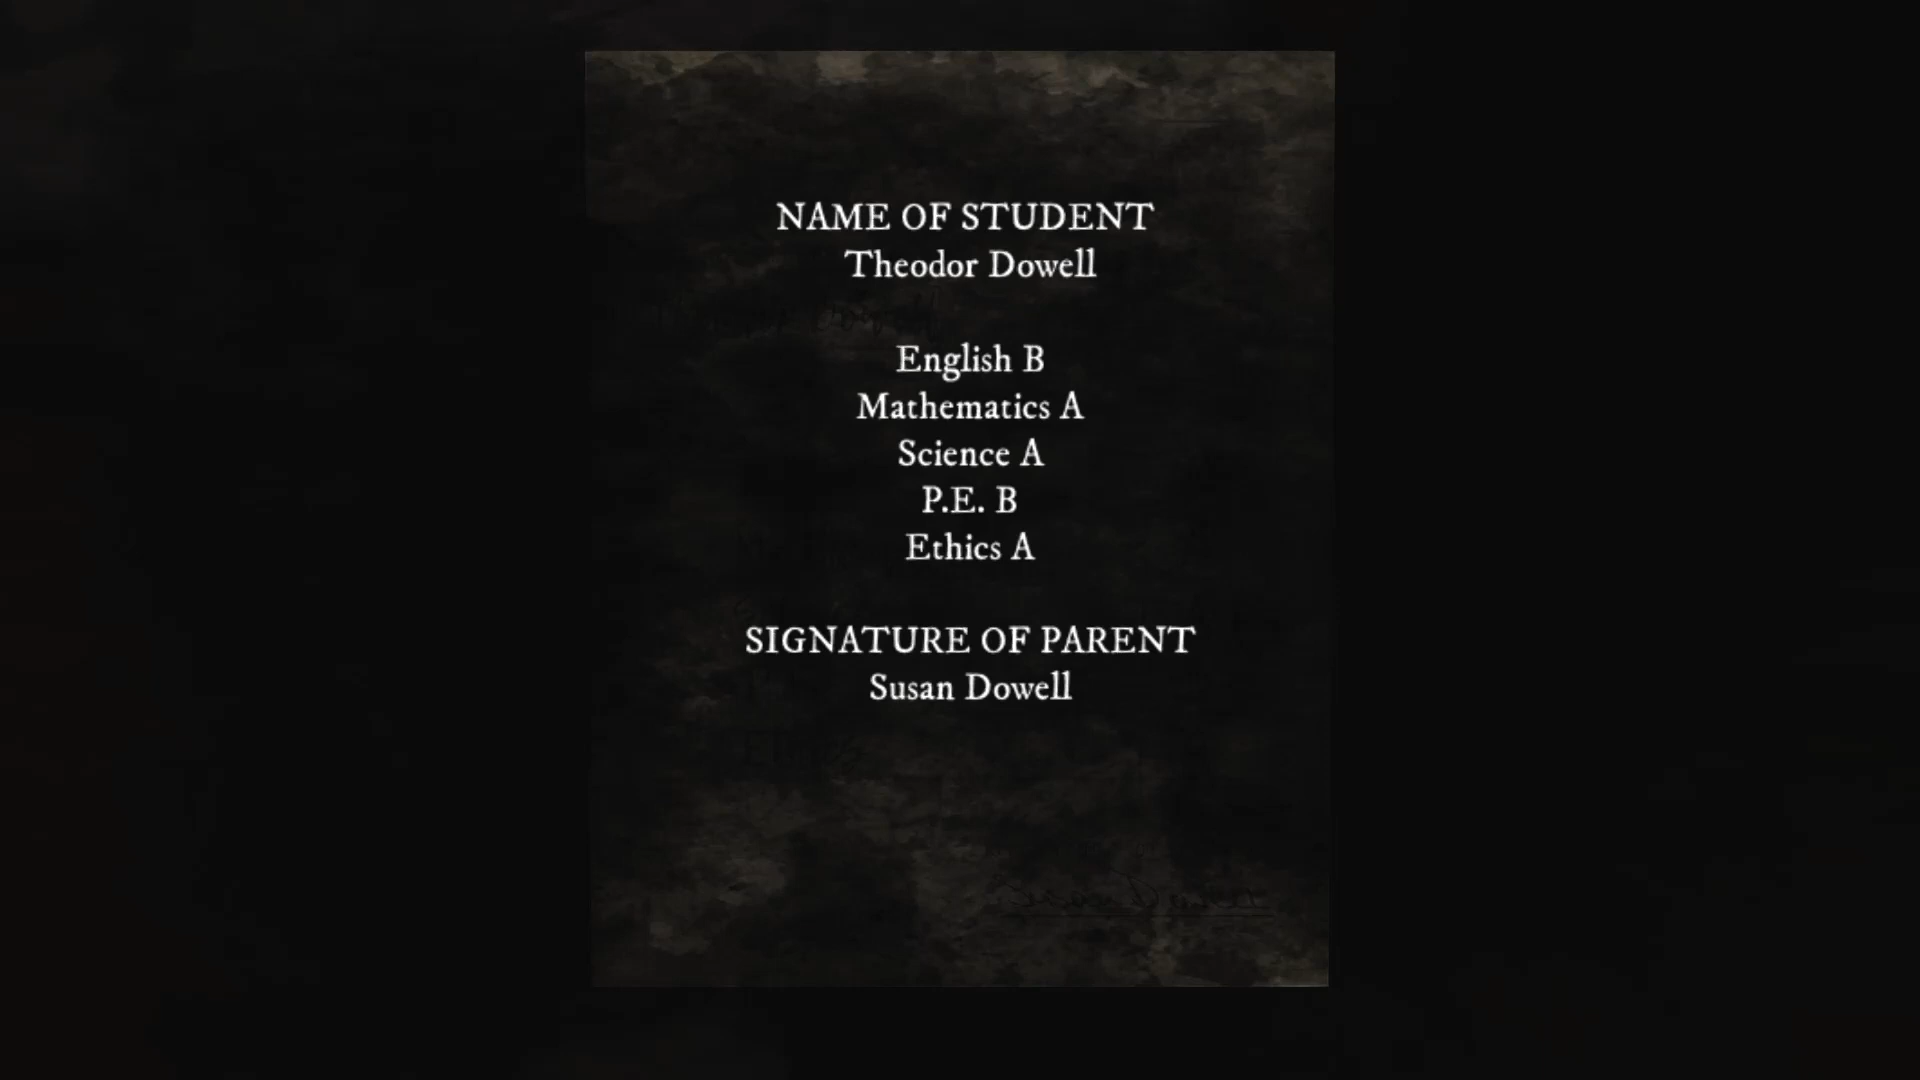 NAME OF STUDENT
Theodor Dowell
English B
Mathematics A
Science A
P.E. B
Ethics A
SIGNATURE OF PARENT
Susan Dowell